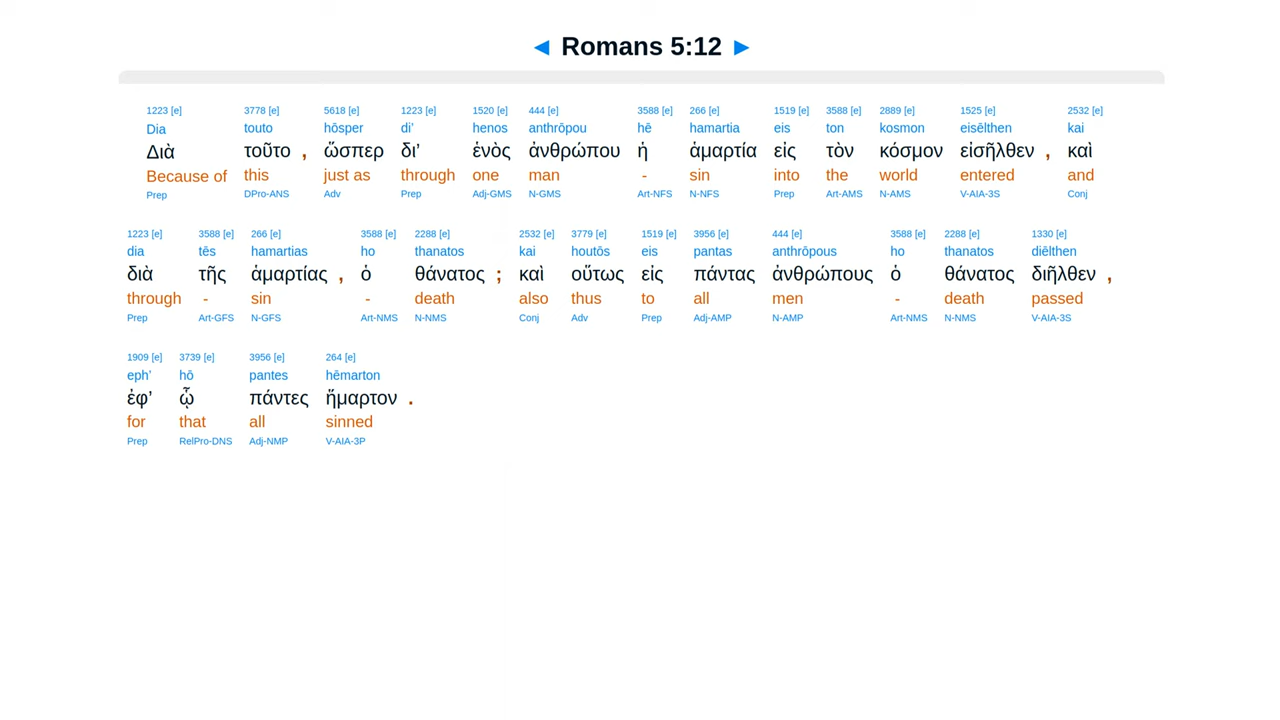 ◄ Romans 5:12 ►
1223 [e] 3778 [e] 5618 [e] 1223 [e] 1520 [e] 444 [e] 3588 [e] 266 [e] 1519 [e] 3588 [e] 2889 [e] 1525 [e] 2532 [e]
Dia touto hōsper di’ henos anthrōpou hē hamartia eis ton kosmon eisēlthen kai
Διὰ τοῦτο , ὥσπερ δι’ ἑνὸς ἀνθρώπου ἡ ἁμαρτία εἰς τὸν κόσμον εἰσῆλθεν , καὶ
Because of this just as through one man - sin into the world entered and
Prep DPro-ANS Adv Prep Adj-GMS N-GMS Art-NFS N-NFS Prep Art-AMS N-AMS V-AIA-3S Conj
1223 [e] 3588 [e] 266 [e] 3588 [e] 2288 [e] 2532 [e] 3779 [e] 1519 [e] 3956 [e] 444 [e] 3588 [e] 2288 [e] 1330 [e]
dia tēs hamartias ho thanatos kai houtōs eis pantas anthrōpous ho thanatos diēlthen
διὰ τῆς ἁμαρτίας , ὁ θάνατος ; καὶ οὕτως εἰς πάντας ἀνθρώπους ὁ θάνατος διῆλθεν ,
through - sin - death also thus to all men - death passed
Prep Art-GFS N-GFS Art-NMS N-NMS Conj Adv Prep Adj-AMP N-AMP Art-NMS N-NMS V-AIA-3S
1909 [e] 3739 [e] 3956 [e] 264 [e]
eph’ hō pantes hēmarton
ἐφ’ ᾧ πάντες ἥμαρτον .
for that all sinned
Prep RelPro-DNS Adj-NMP V-AIA-3P